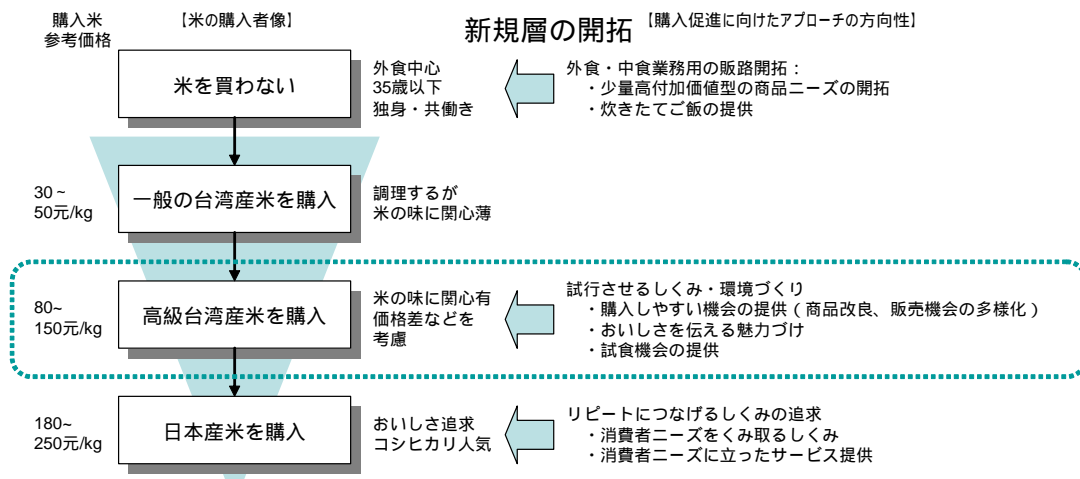 購入米
参考価格
【米の購入者像】
新規層の開拓
【購入促進に向けたアプローチの方向性】
米を買わない
外食中心
35歳以下
独身・共働き
外食・中食業務用の販路開拓：
・少量高付加価値型の商品ニーズの開拓
・炊きたてご飯の提供
30～
50元/kg
一般の台湾産米を購入
調理するが
米の味に関心薄
80~
150元/kg
高級台湾産米を購入
米の味に関心有
価格差などを
考慮
試行させるしくみ・環境づくり
・購入しやすい機会の提供（商品改良、販売機会の多様化）
・おいしさを伝える魅力づけ
・試食機会の提供
180~
250元/kg
日本産米を購入
おいしさ追求
コシヒカリ人気
リピートにつなげるしくみの追求
・消費者ニーズをくみ取るしくみ
・消費者ニーズに立ったサービス提供